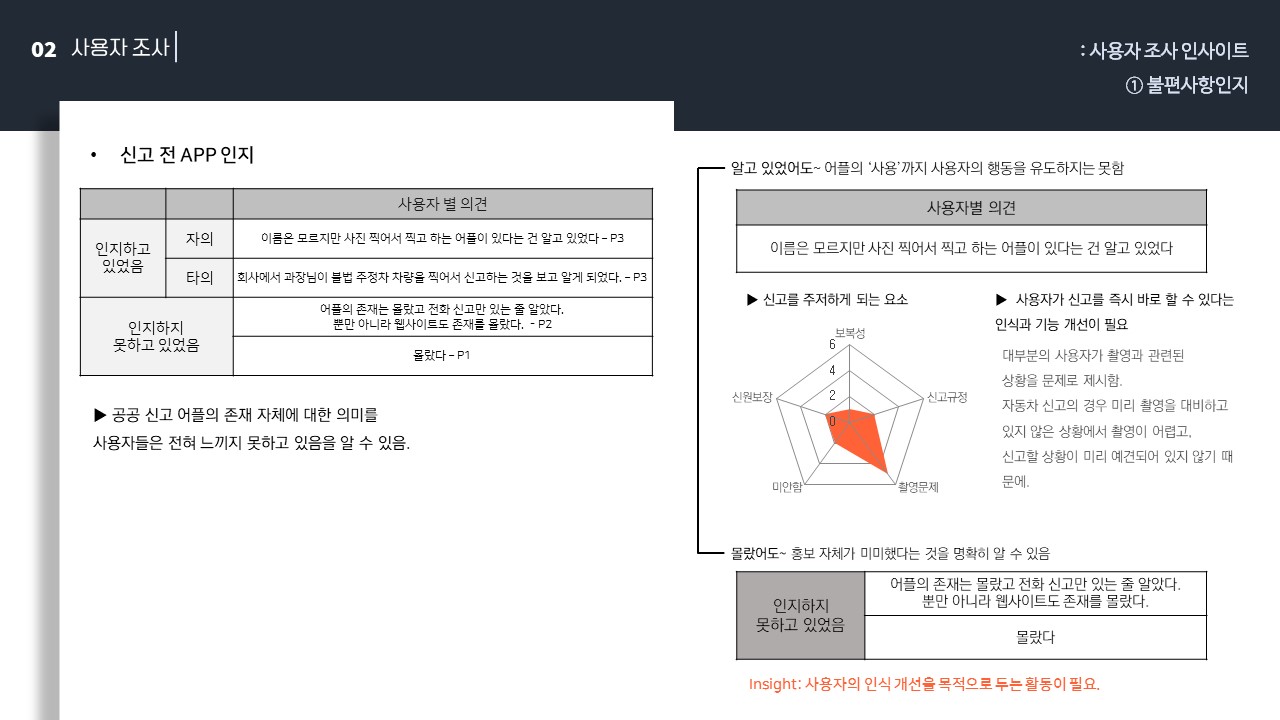 02 사용자 조사
: 사용자 조사 인사이트
① 불편사항인지
• 신고 전 APP 인지
사용자 별 의견
인지하고
있었음
자의
이름은 모르지만 사진 찍어서 찍고 하는 어플이 있다는 건 알고 있었다 – P3
타의
회사에서 과장님이 불법 주정차 차량을 찍어서 신고하는 것을 보고 알게 되었다. – P3
인지하지
못하고 있었음
어플의 존재는 몰랐고 전화 신고만 있는 줄 알았다.
뿐만 아니라 웹사이트도 존재를 몰랐다. - P2
몰랐다 – P1
▶ 공공 신고 어플의 존재 자체에 대한 의미를
사용자들은 전혀 느끼지 못하고 있음을 알 수 있음.
알고 있었어도~ 어플의 ‘사용’까지 사용자의 행동을 유도하지는 못함
사용자별 의견
이름은 모르지만 사진 찍어서 찍고 하는 어플이 있다는 건 알고 있었다
▶ 신고를 주저하게 되는 요소
보복성
6
4
2
0
신원보장
신고규정
미안함
촬영문제
▶ 사용자가 신고를 즉시 바로 할 수 있다는
인식과 기능 개선이 필요
대부분의 사용자가 촬영과 관련된
상황을 문제로 제시함.
자동차 신고의 경우 미리 촬영을 대비하고
있지 않은 상황에서 촬영이 어렵고,
신고할 상황이 미리 예견되어 있지 않기 때
문에.
몰랐어도~ 홍보 자체가 미미했다는 것을 명확히 알 수 있음
인지하지
못하고 있었음
어플의 존재는 몰랐고 전화 신고만 있는 줄 알았다.
뿐만 아니라 웹사이트도 존재를 몰랐다.
몰랐다
Insight: 사용자의 인식 개선을 목적으로 두는 활동이 필요.